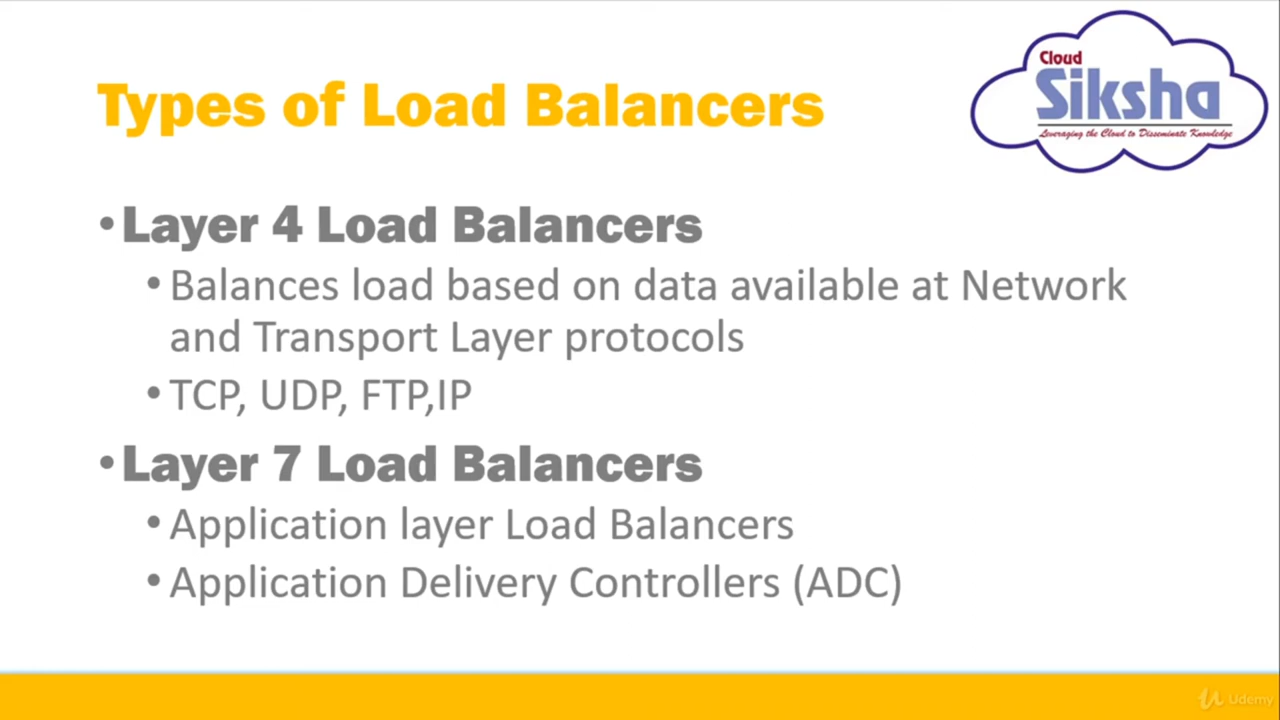 Cloud
Siksha
Leveraging the Cloud to Disseminate Knowledge
Types of Load Balancers
•Layer 4 Load Balancers
•Balances load based on data available at Network
and Transport Layer protocols
•TCP, UDP, FTP,IP
•Layer 7 Load Balancers
•Application layer Load Balancers
•Application Delivery Controllers (ADC)
Udemy